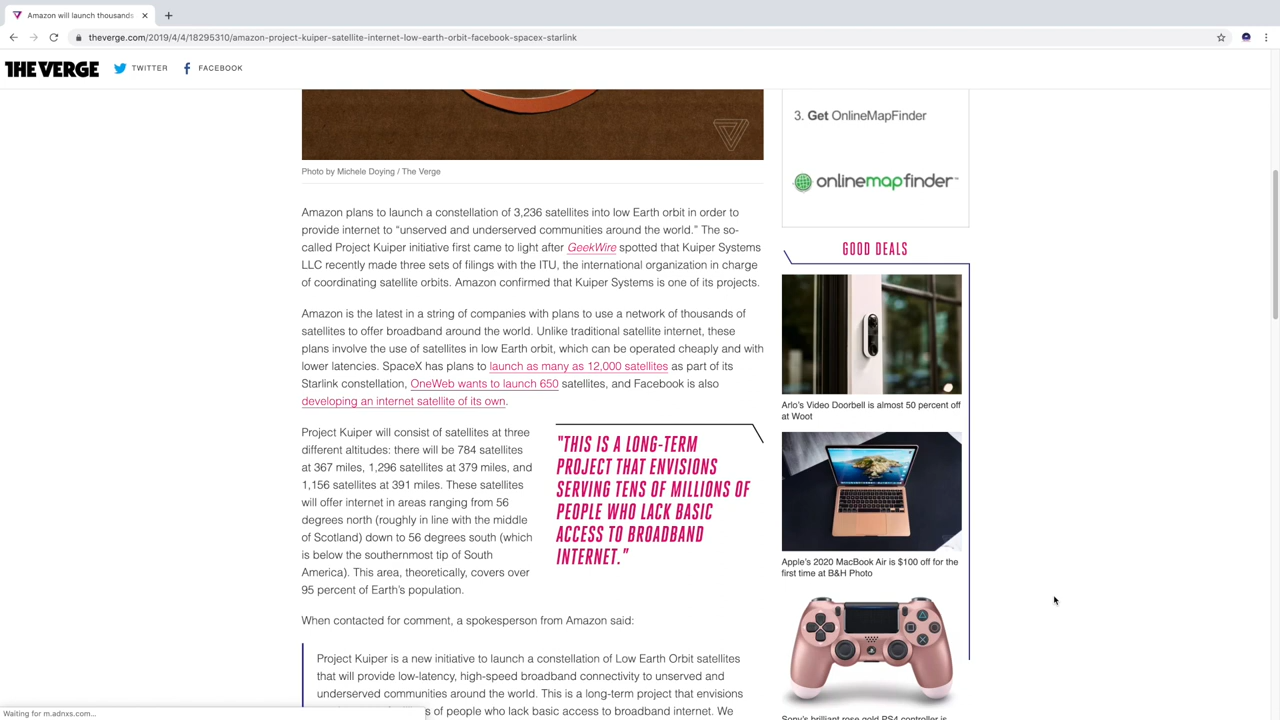 Amazon will launch thousands
theverge.com/2019/4/4/18295310/amazon-project-kuiper-satellite-internet-low-earth-orbit-facebook-spacex-starlink
THE VERGE
TWITTER
FACEBOOK
Photo by Michele Doying / The Verge
Amazon plans to launch a constellation of 3,236 satellites into low Earth orbit in order to
provide internet to “unserved and underserved communities around the world.” The so-
called Project Kuiper initiative first came to light after GeekWire spotted that Kuiper Systems
LLC recently made three sets of filings with the ITU, the international organization in charge
of coordinating satellite orbits. Amazon confirmed that Kuiper Systems is one of its projects.
Amazon is the latest in a string of companies with plans to use a network of thousands of
satellites to offer broadband around the world. Unlike traditional satellite internet, these
plans involve the use of satellites in low Earth orbit, which can be operated cheaply and with
lower latencies. SpaceX has plans to launch as many as 12,000 satellites as part of its
Starlink constellation, OneWeb wants to launch 650 satellites, and Facebook is also
developing an internet satellite of its own.
Project Kuiper will consist of satellites at three
different altitudes: there will be 784 satellites
at 367 miles, 1,296 satellites at 379 miles, and
1,156 satellites at 391 miles. These satellites
will offer internet in areas ranging from 56
degrees north (roughly in line with the middle
of Scotland) down to 56 degrees south (which
is below the southernmost tip of South
America). This area, theoretically, covers over
95 percent of Earth’s population.
"THIS IS A LONG-TERM
PROJECT THAT ENVISIONS
SERVING TENS OF MILLIONS OF
PEOPLE WHO LACK BASIC
ACCESS TO BROADBAND
INTERNET."
When contacted for comment, a spokesperson from Amazon said:
Project Kuiper is a new initiative to launch a constellation of Low Earth Orbit satellites
that will provide low-latency, high-speed broadband connectivity to unserved and
underserved communities around the world. This is a long-term project that envisions
of people who lack basic access to broadband internet. We
3. Get OnlineMapFinder
onlinemapfinder™
GOOD DEALS
Arlo’s Video Doorbell is almost 50 percent off
at Woot
Apple’s 2020 MacBook Air is $100 off for the
first time at B&H Photo
Sony’s brilliant rose gold PS4 controller is
Waiting for m.adnxs.com...